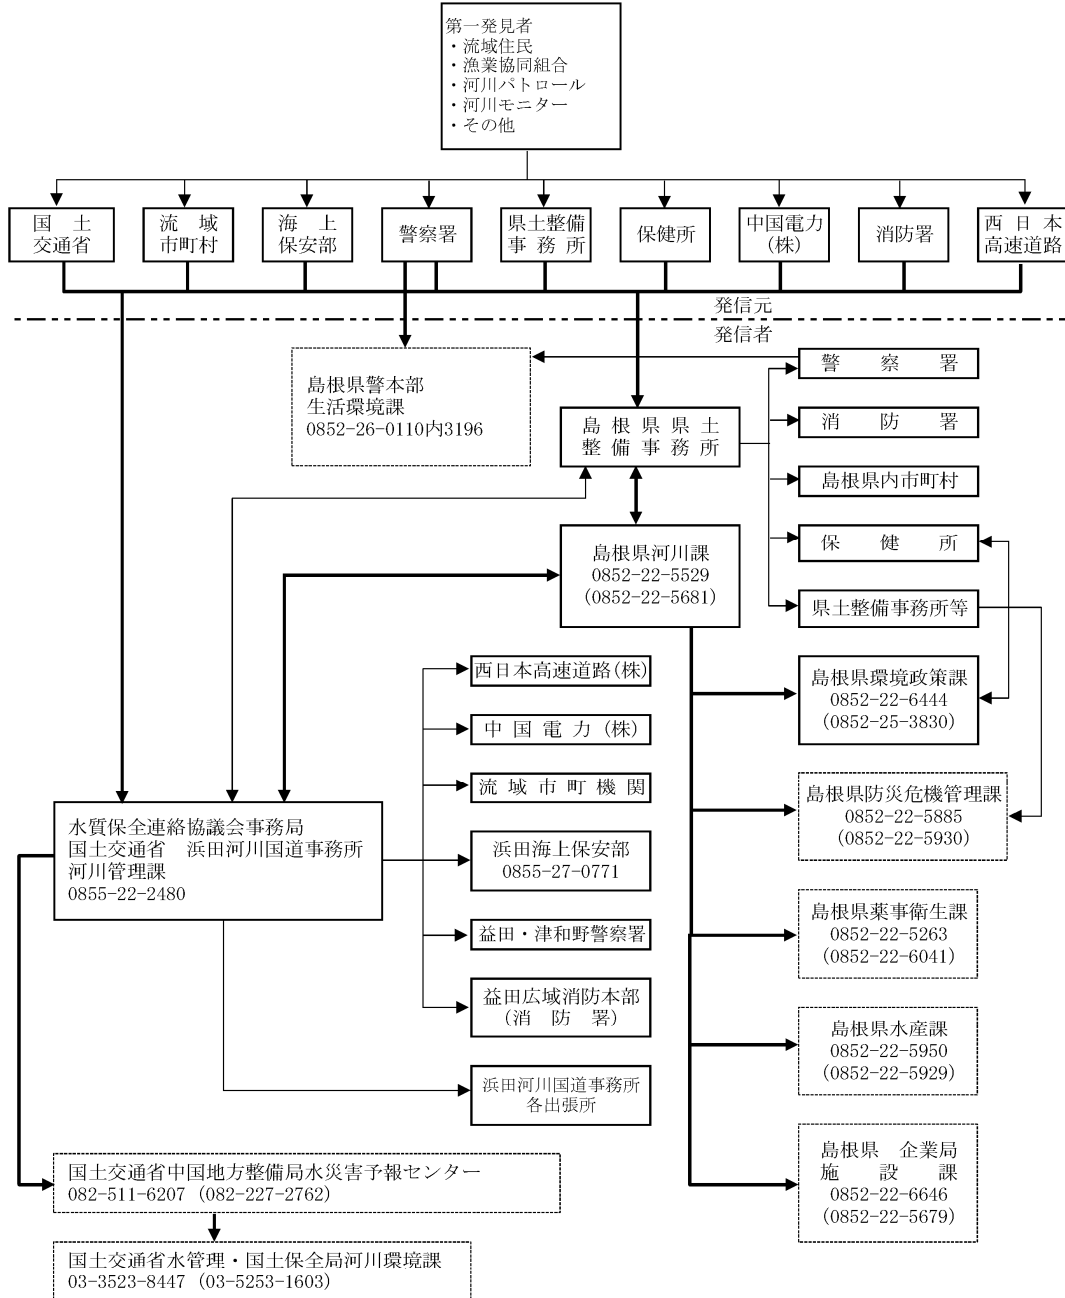 第一発見者
・流域住民
・漁業協同組合
・河川パトロール
・河川モニター
・その他
国　土
交通省
流　域
市町村
海　上
保安部
警察署
県土整備
事 務 所
保健所
中国電力
(株)
消防署
西 日 本
高速道路
発信元
発信者
島根県警本部
生活環境課
0852-26-0110内3196
島 根 県 県 土
整 備 事 務 所
警　察　署
消　防　署
島根県内市町村
保　健　所
県土整備事務所等
島根県河川課
0852-22-5529
(0852-22-5681)
島根県環境政策課
0852-22-6444
(0852-25-3830)
島根県防災危機管理課
0852-22-5885
(0852-22-5930)
島根県薬事衛生課
0852-22-5263
(0852-22-6041)
島根県水産課
0852-22-5950
(0852-22-5929)
島根県　企業局
施　設　課
0852-22-6646
(0852-22-5679)
西日本高速道路(株)
中 国 電 力 (株)
流 域 市 町 機 関
浜田海上保安部
0855-27-0771
益田・津和野警察署
益田広域消防本部
(消　防　署)
浜田河川国道事務所
各出張所
水質保全連絡協議会事務局
国土交通省　浜田河川国道事務所
河川管理課
0855-22-2480
国土交通省中国地方整備局水災害予報センター
082-511-6207 (082-227-2762)
国土交通省水管理・国土保全局河川環境課
03-3523-8447 (03-5253-1603)